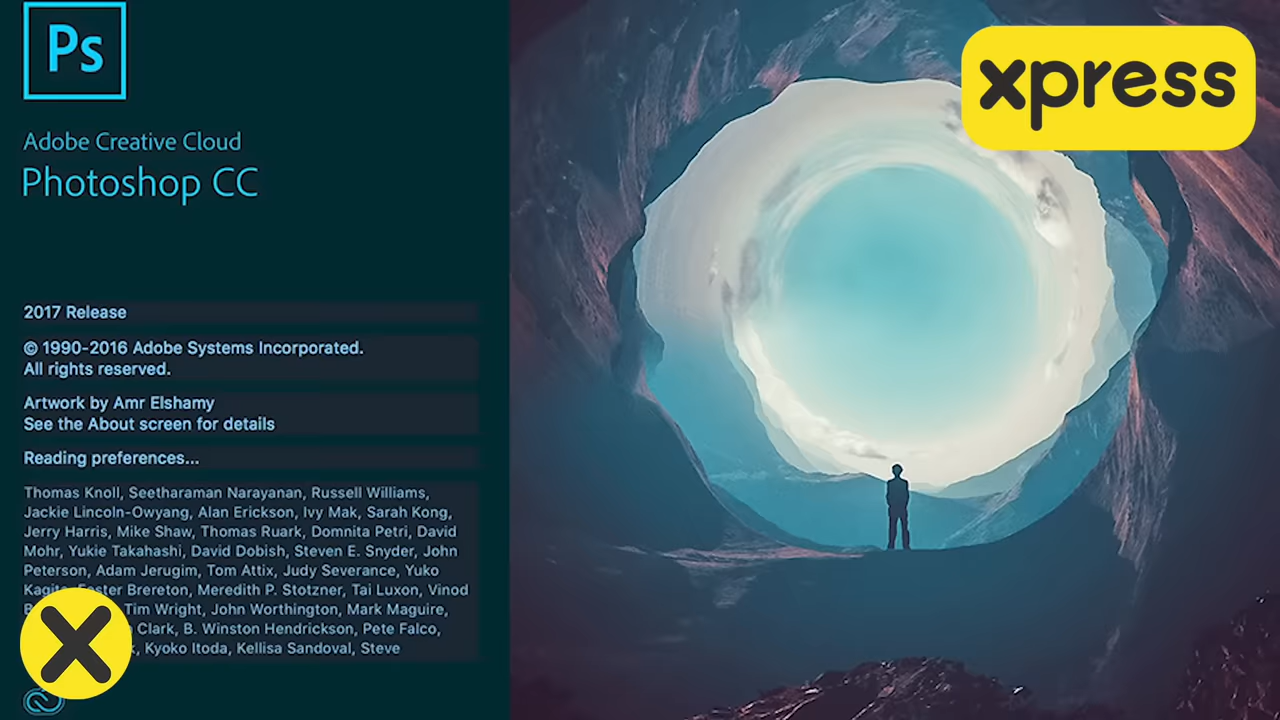 Ps
xpress
Adobe Creative Cloud
Photoshop CC
2017 Release
© 1990-2016 Adobe Systems Incorporated.
All rights reserved.
Artwork by Amr Elshamy
See the About screen for details
Reading preferences...
Thomas Knoll, Seetharaman Narayanan, Russell Williams,
Jackie Lincoln-Owyang, Alan Erickson, Ivy Mak, Sarah Kong,
Jerry Harris, Mike Shaw, Thomas Ruark, Domnita Petri, David
Mohr, Yukie Takahashi, David Dobish, Steven E. Snyder, John
Peterson, Adam Jerugim, Tom Attix, Judy Severance, Yuko
Brereton, Meredith P. Stotzner, Tai Luxon, Vinod
Tim Wright, John Worthington, Mark Maguire,
Clark, B. Winston Hendrickson, Pete Falco,
Kyoko Itoda, Kellisa Sandoval, Steve